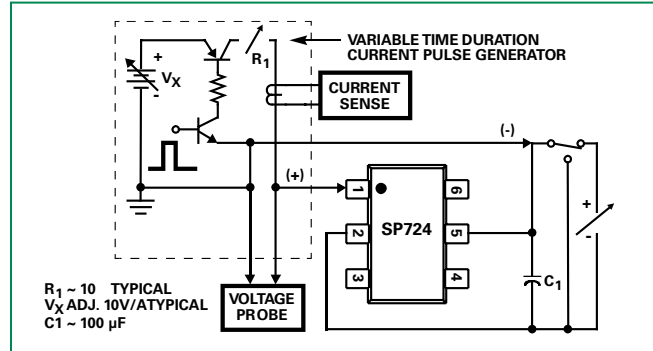 VARIABLE TIME DURATION
CURRENT PULSE GENERATOR
+
VX
-
R1
CURRENT
SENSE
(-)
(+)
1
2
3
SP724
6
5
4
+
-
C1
R1 ~ 10 TYPICAL
VX ADJ. 10V/ATYPICAL
C1 ~ 100 µF
VOLTAGE
PROBE